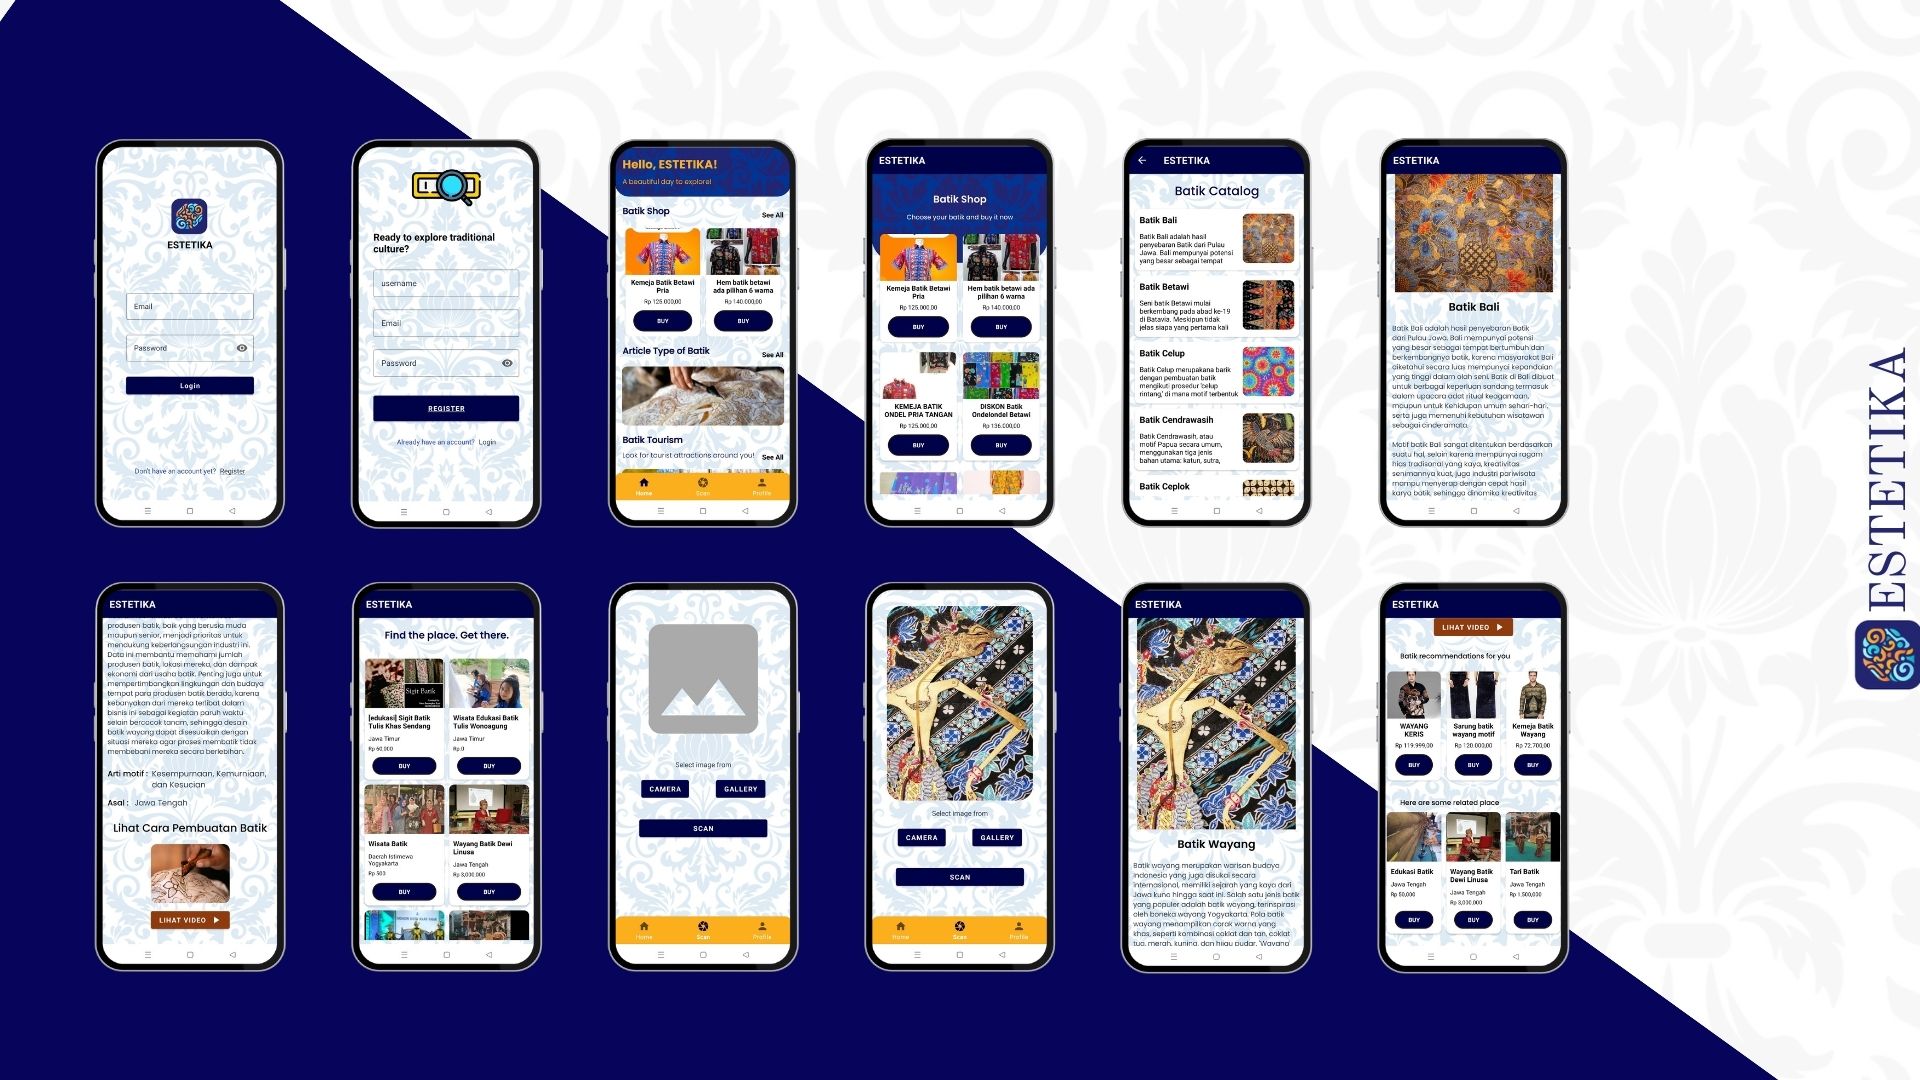 ESTETIKA
Email
Password
Login
Don't have an account yet? Register
Ready to explore traditional
culture?
username
Email
Password
REGISTER
Already have an account? Login
Hello, ESTETIKA!
A beautiful day to explore!
Batik Shop
See All
Kemeja Batik Betawi
Pria
Rp 125.000,00
BUY
Hem batik betawi
ada pilihan 6 warna
Rp 140.000,00
BUY
Article Type of Batik
See All
Batik Tourism
Look for tourist attractions around you!
See All
Home
Scan
Profile
ESTETIKA
Batik Shop
Choose your batik and buy it now
Kemeja Batik Betawi
Pria
Rp 125.000,00
BUY
Hem batik betawi ada
pilihan 6 warna
Rp 140.000,00
BUY
KEMEJA BATIK
ONDEL PRIA TANGAN
Rp 125.000,00
BUY
DISKON Batik
Ondelondel Betawi
Rp 136.000,00
BUY
ESTETIKA
Batik Catalog
Batik Bali
Batik Bali adalah hasil
penyebaran Batik dari Pulau
Jawa. Bali mempunyai potensi
yang besar sebagai tempat
Batik Betawi
Seni batik Betawi mulai
berkembang pada abad ke-19
di Batavia. Meskipun tidak
jelas siapa yang pertama kali
Batik Celup
Batik Celup merupakana barik
dengan pembuatan batik
mengikuti prosedur 'celup
rintang,' di mana motif terbentuk
Batik Cendrawasih
Batik Cendrawasih, atau
motif Papua secara umum,
menggunakan tiga jenis
bahan utama: katun, sutra,
Batik Ceplok
ESTETIKA
Batik Bali
Batik Bali adalah hasil penyebaran Batik
dari Pulau Jawa. Bali mempunyai potensi
yang besar sebagai tempat bertumbuh dan
berkembangnya batik, karena masyarakat Bali
diketahui secara luas mempunyai kepandaian
yang tinggi dalam olah seni. Batik di Bali dibuat
untuk berbagai keperluan sandang termasuk
dalam upacara adat ritual keagamaan,
maupun untuk Kehidupan umum sehari-hari,
serta juga memenuhi kebutuhan wisatawan
sebagai cinderamata.
Motif batik Bali sangat ditentukan berdasarkan
suatu hal, selain karena mempunyai ragam
hias tradisonal yang kaya, kreativitas
senimannya kuat, juga industri pariwisata
mampu menyerap dengan cepat hasil
karya batik, sehingga dinamika kreativitas
ESTETIKA
produsen batik, baik yang berusia muda
maupun senior, menjadi prioritas untuk
mendukung keberlangsungan industri ini.
Data ini membantu memahami jumlah
produsen batik, lokasi mereka, dan dampak
ekonomi dari usaha batik. Penting juga untuk
mempertimbangkan lingkungan dan budaya
tempat para produsen batik berada, karena
kebanyakan dari mereka terlibat dalam
bisnis ini sebagai kegiatan paruh waktu
selain bercocok tanam, sehingga desain
batik wayang dapat disesuaikan dengan
situasi mereka agar proses membatik tidak
membebani mereka secara berlebihan.
Arti motif : Kesempurnaan, Kemurniaan,
dan Kesucian
Asal : Jawa Tengah
Lihat Cara Pembuatan Batik
LIHAT VIDEO
ESTETIKA
Find the place. Get there.
Sigit Batik
[edukasi] Sigit Batik
Tulis Khas Sendang
Jawa Timur
Rp 60,000
BUY
Wisata Edukasi Batik
Tulis Wonoagung
Jawa Timur
Rp.0
BUY
Wisata Batik
Daerah Istimewa
Yogyakarta
Rp 503
BUY
Wayang Batik Dewi
Linusa
Jawa Tengah
Rp 3,000,000
BUY
Select image from
CAMERA
GALLERY
SCAN
Home
Scan
Profile
Select image from
CAMERA
GALLERY
SCAN
Home
Scan
Profile
ESTETIKA
Batik Wayang
Batik wayang merupakan warisan budaya
Indonesia yang juga disukai secara
internasional, memiliki sejarah yang kaya dari
Jawa kuno hingga saat ini. Salah satu jenis batik
yang populer adalah batik wayang, terinspirasi
oleh boneka wayang Yogyakarta. Pola batik
wayang menampilkan corak warna yang
khas, seperti kombinasi coklat dan tan, coklat
tua, merah, kuning, dan hijau pudar. 'Wayang'
ESTETIKA
LIHAT VIDEO
Batik recommendations for you
WAYANG
KERIS
Rp 119.999,00
BUY
Sarung batik
wayang motif
Rp 120.000,00
BUY
Kemeja Batik
Wayang
Rp 72.700,00
BUY
Here are some related place
Edukasi Batik
Jawa Tengah
Rp 50,000
BUY
Wayang Batik
Dewi Linusa
Jawa Tengah
Rp 3,000,000
BUY
Tari Batik
Jawa Tengah
Rp 1,500,000
BUY
ESTETIKA